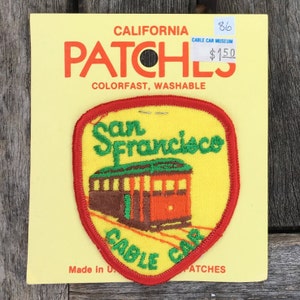 CALIFORNIA
86
CABLE CAR MUSEUM
$1.50
PATCHES
COLORFAST, WASHABLE
San
Francisco
CABLE CAR
Made in U. PATCHES